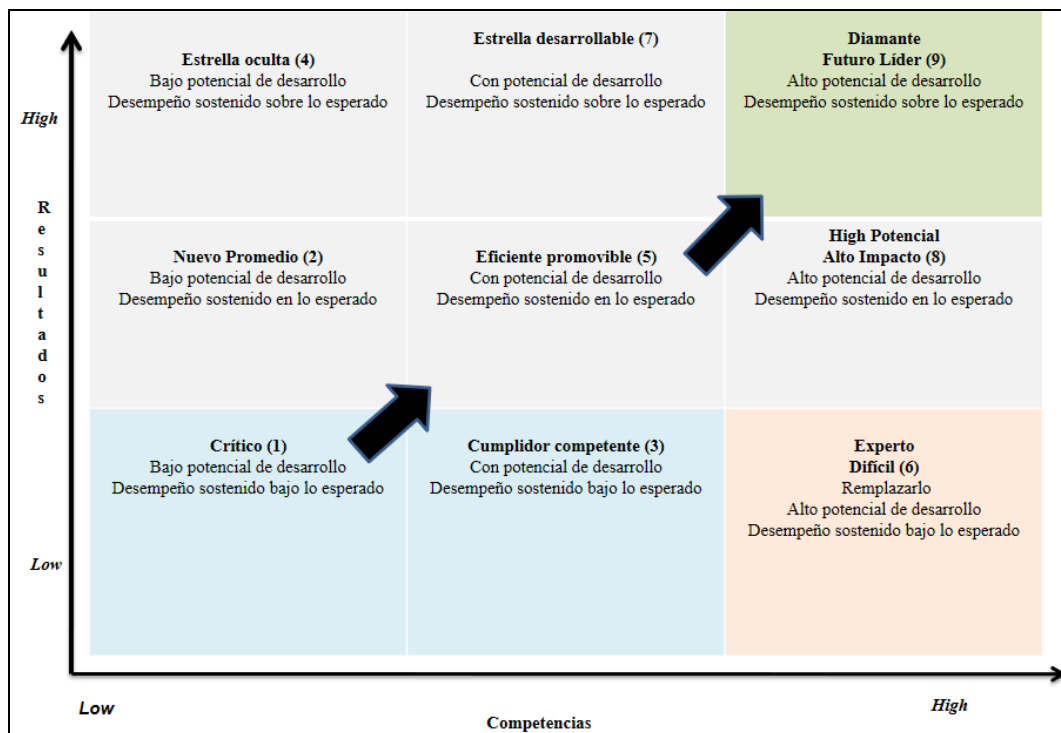 Estrella oculta (4)
Bajo potencial de desarrollo
Desempeño sostenido sobre lo esperado
Estrella desarrollable (7)
Con potencial de desarrollo
Desempeño sostenido sobre lo esperado
Diamante
Futuro Líder (9)
Alto potencial de desarrollo
Desempeño sostenido sobre lo esperado
High
Resultados
Nuevo Promedio (2)
Bajo potencial de desarrollo
Desempeño sostenido en lo esperado
Eficiente promovible (5)
Con potencial de desarrollo
Desempeño sostenido en lo esperado
High Potencial
Alto Impacto (8)
Alto potencial de desarrollo
Desempeño sostenido en lo esperado
Crítico (1)
Bajo potencial de desarrollo
Desempeño sostenido bajo lo esperado
Cumplidor competente (3)
Con potencial de desarrollo
Desempeño sostenido bajo lo esperado
Experto
Difícil (6)
Remplazarlo
Alto potencial de desarrollo
Desempeño sostenido bajo lo esperado
Low
Low
Competencias
High